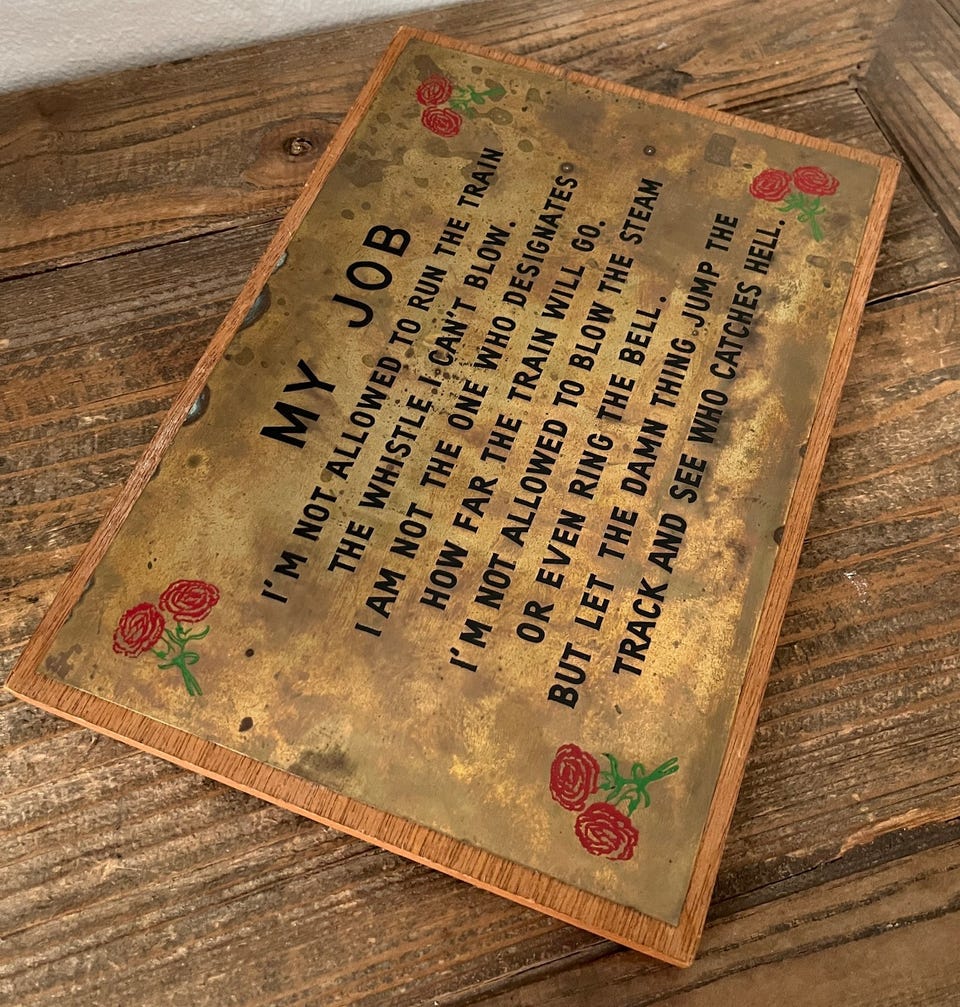 MY JOB
I'M NOT ALLOWED TO RUN THE TRAIN
THE WHISTLE I CAN'T BLOW.
I AM NOT THE ONE WHO DESIGNATES
HOW FAR THE TRAIN WILL GO.
I'M NOT ALLOWED TO BLOW THE STEAM
OR EVEN RING THE BELL.
BUT LET THE DAMN THING JUMP THE
TRACK AND SEE WHO CATCHES HELL.